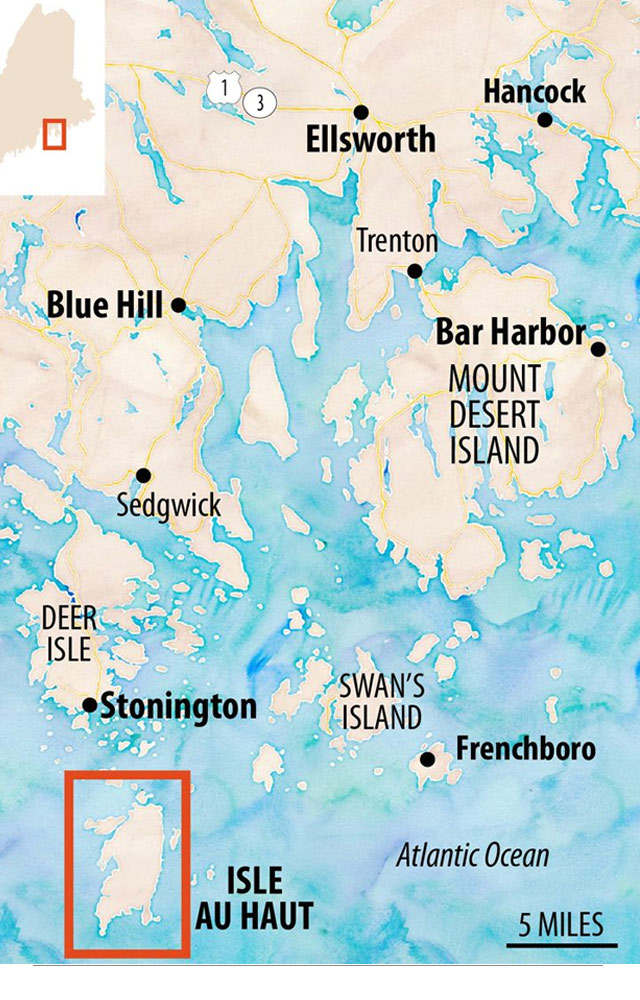 1
3
Hancock
Ellsworth
Trenton
Blue Hill
Bar Harbor
MOUNT
DESERT
ISLAND
Sedgwick
DEER
ISLE
SWAN'S
ISLAND
Stonington
Frenchboro
Atlantic Ocean
ISLE
AU HAUT
5 MILES